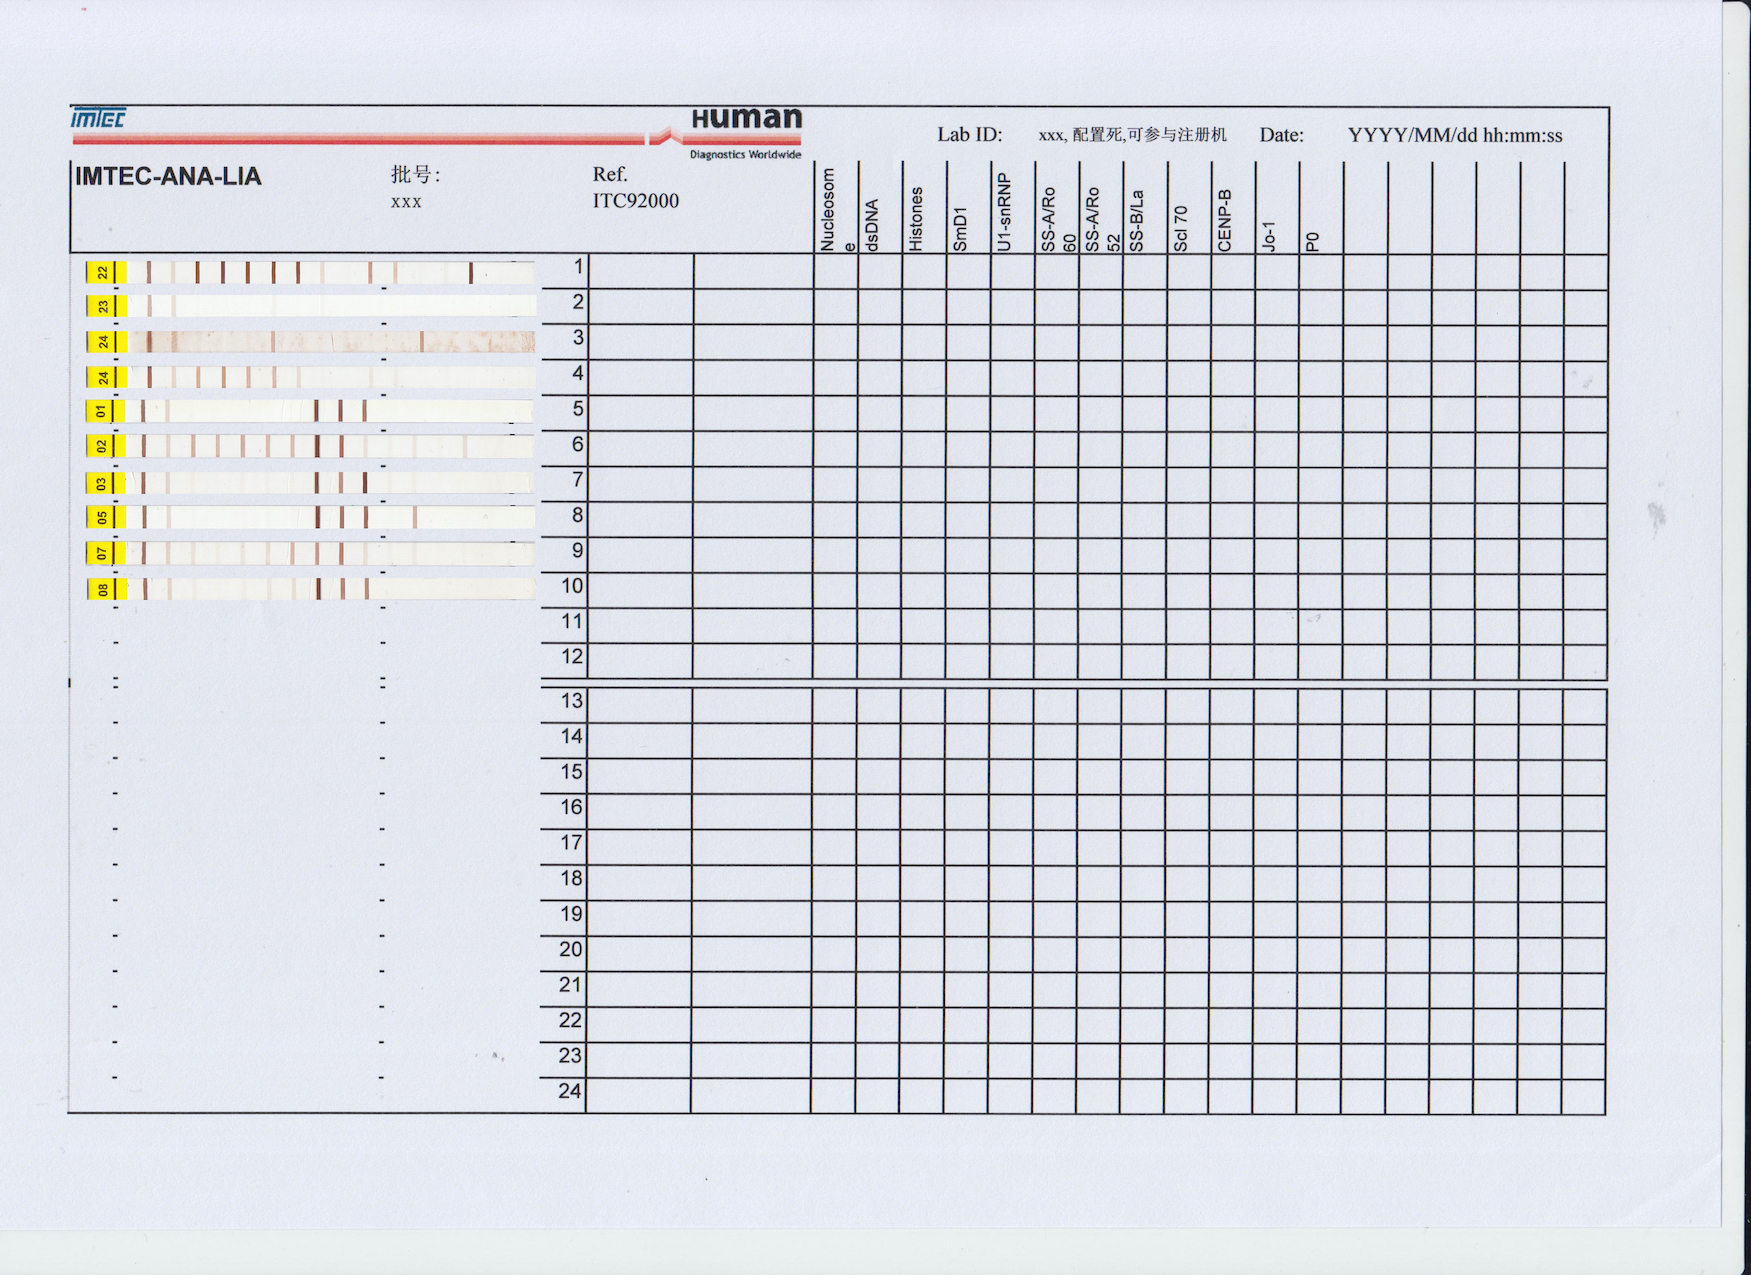 IMTEC
Human
Diagnostics Worldwide
Lab ID: xxx, 配置死,可参与注册机 Date: YYYY/MM/dd hh:mm:ss
IMTEC-ANA-LIA
批号:
xxx
Ref.
ITC92000
Nucleosom
e
dsDNA
Histones
SmD1
U1-snRNP
SS-A/Ro
60
SS-A/Ro
52
SS-B/La
Scl 70
CENP-B
Jo-1
P0
22 1
23 2
24 3
24 4
01 5
02 6
03 7
05 8
07 9
08 10
11
12
13
14
15
16
17
18
19
20
21
22
23
24